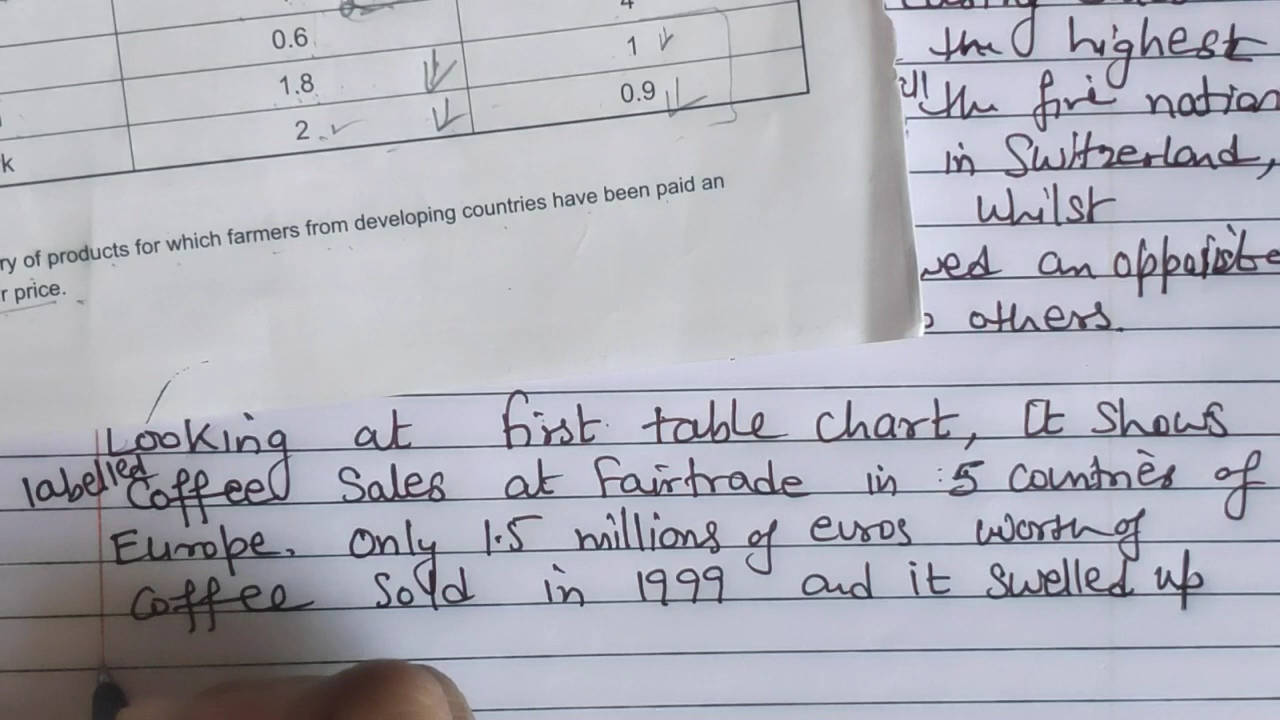 0.6
1
1.8
0.9
2
k
ry of products for which farmers from developing countries have been paid an
r price.
the highest
the five nation
in Switzerland,
whilst
wed an opposite
others.
Looking at first table chart, It shows
labelled coffee sales at Fairtrade in 5 countries of
Europe. Only 1.5 millions of euros worth of
coffee sold in 1999 and it swelled up